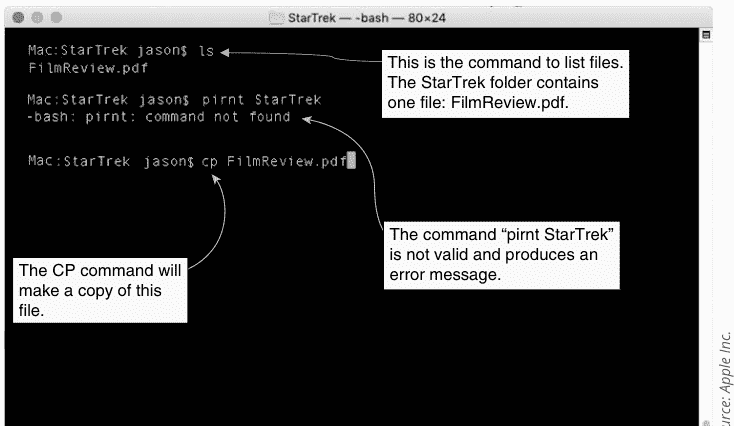 StarTrek — -bash — 80×24
Mac:StarTrek jason$ ls
FilmReview.pdf
This is the command to list files.
The StarTrek folder contains
one file: FilmReview.pdf.
Mac:StarTrek jason$ pirnt StarTrek
-bash: pirnt: command not found
Mac:StarTrek jason$ cp FilmReview.pdf
The command “pirnt StarTrek”
is not valid and produces an
error message.
The CP command will
make a copy of this
file.
Apple Inc.